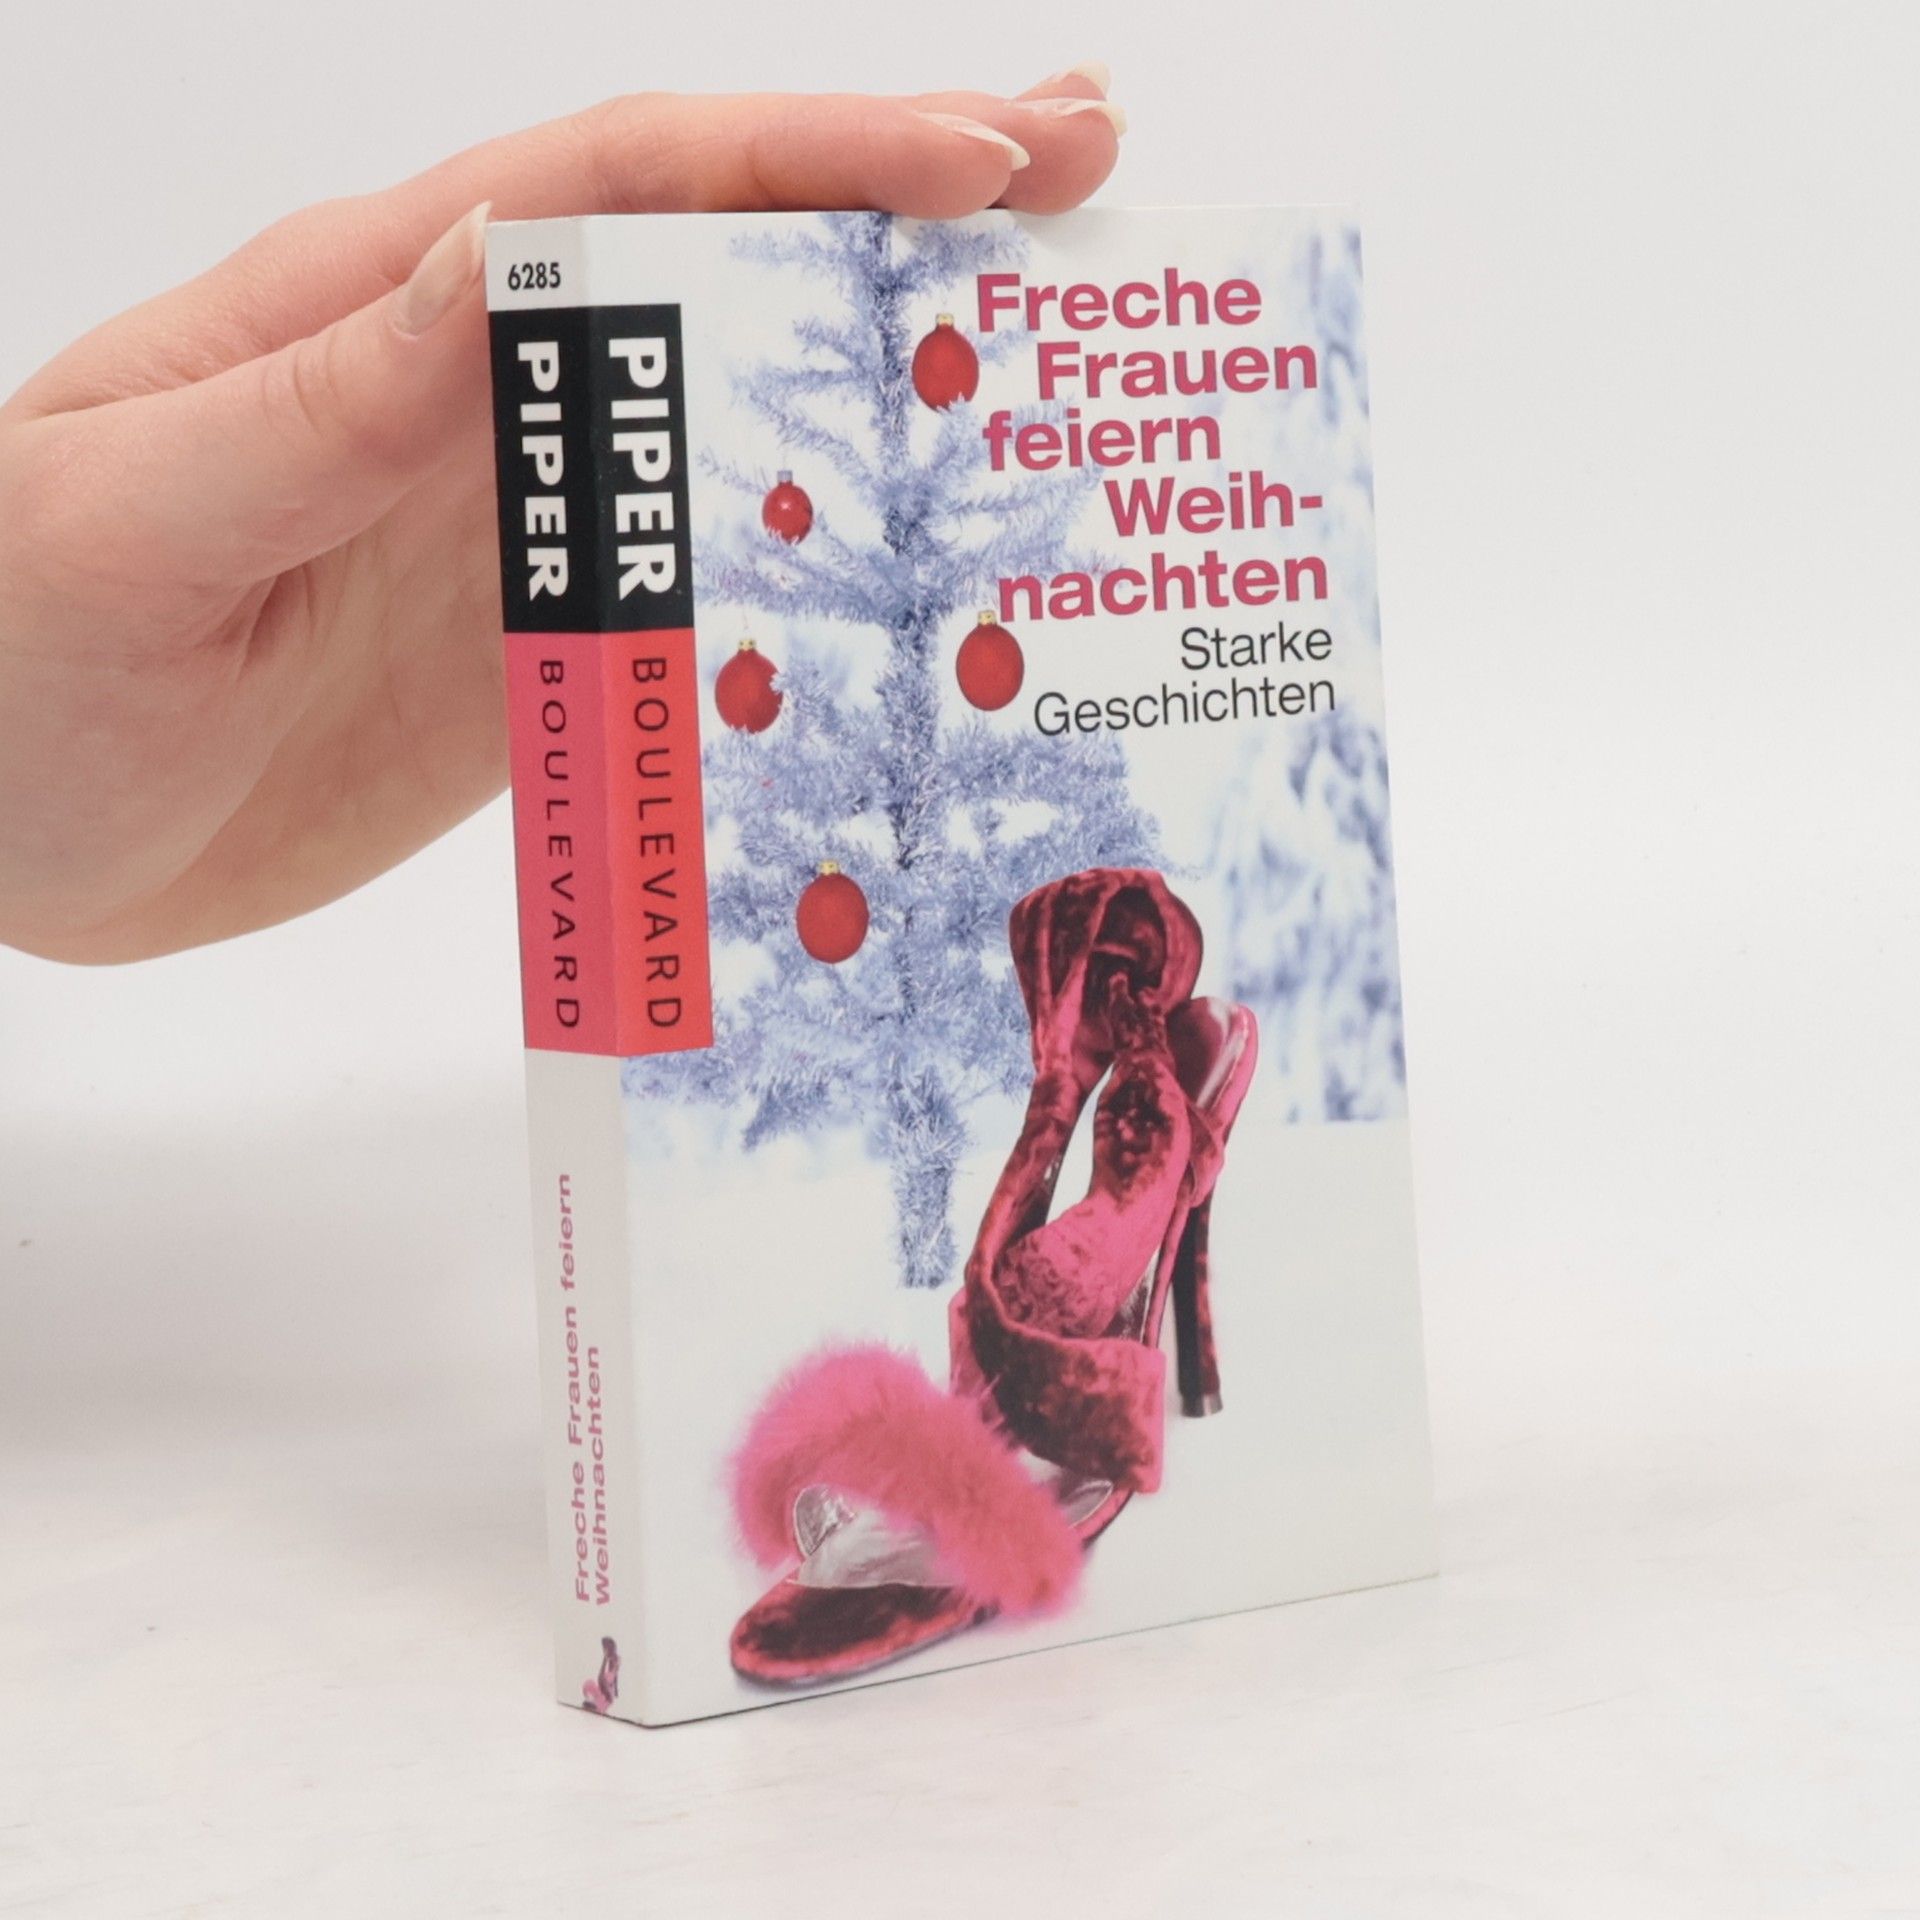 6285
PIPER
BOULEVARD
Freche Frauen feiern
Weihnachten
PIPER
BOULEVARD
Freche
Frauen
feiern
Weih-
nachten
Starke
Geschichten